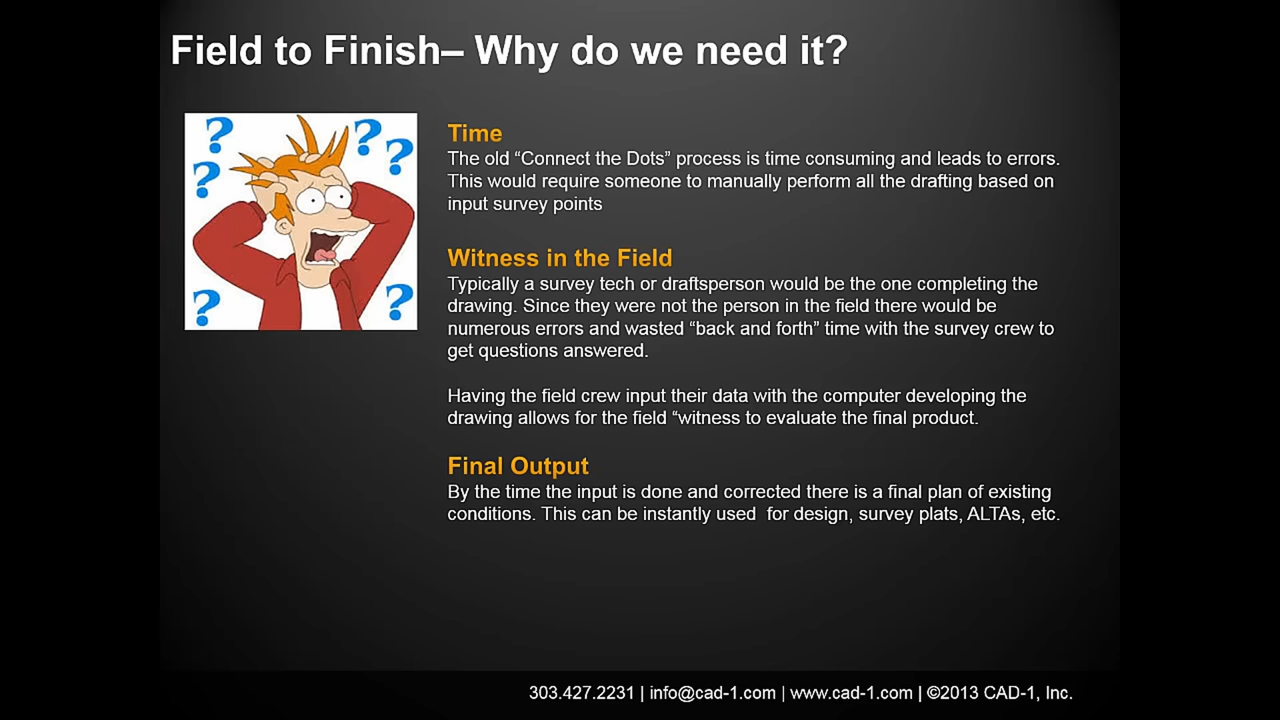 Field to Finish– Why do we need it?
? ? ? ? ? ?
Time
The old “Connect the Dots” process is time consuming and leads to errors.
This would require someone to manually perform all the drafting based on
input survey points
Witness in the Field
Typically a survey tech or draftsperson would be the one completing the
drawing. Since they were not the person in the field there would be
numerous errors and wasted “back and forth” time with the survey crew to
get questions answered.
Having the field crew input their data with the computer developing the
drawing allows for the field “witness to evaluate the final product.
Final Output
By the time the input is done and corrected there is a final plan of existing
conditions. This can be instantly used  for design, survey plats, ALTAs, etc.
303.427.2231 | info@cad-1.com | www.cad-1.com | ©2013 CAD-1, Inc.